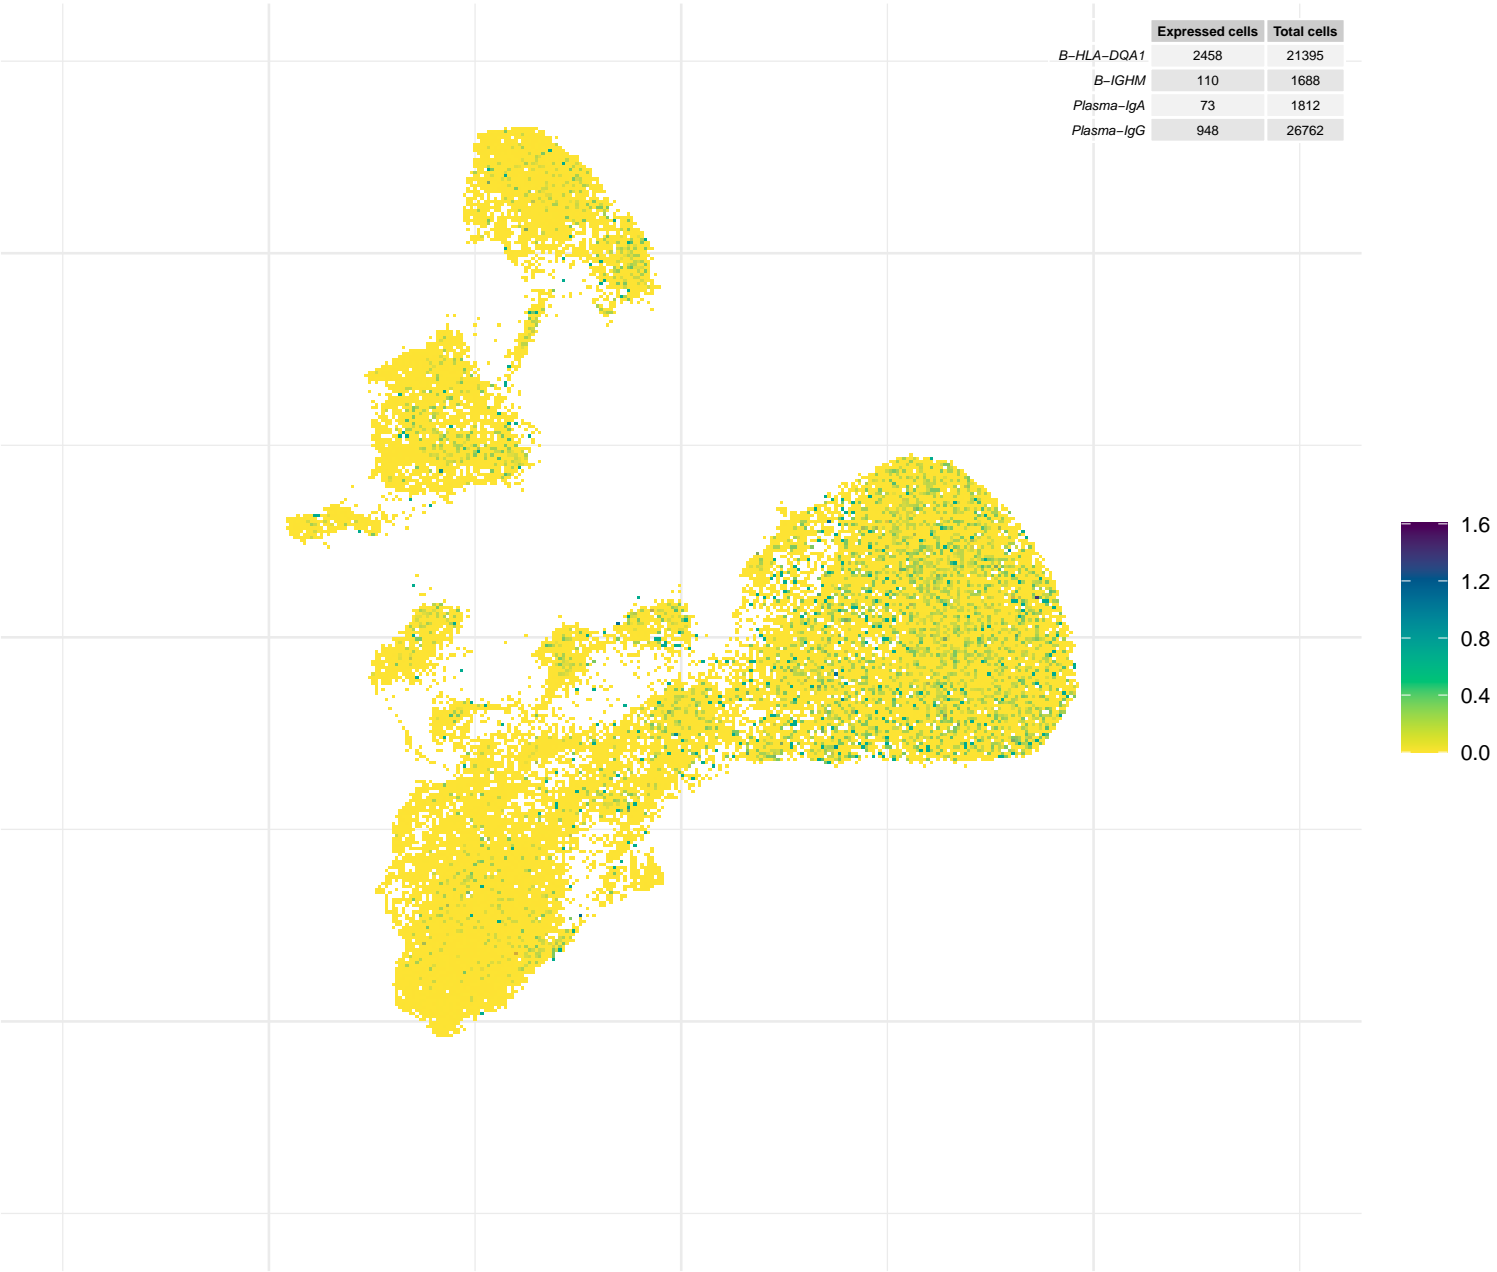 Expressed cells Total cells
B–HLA–DQA1 2458 21395
B–IGHM 110 1688
Plasma–IgA 73 1812
Plasma–IgG 948 26762
1.6
1.2
0.8
0.4
0.0